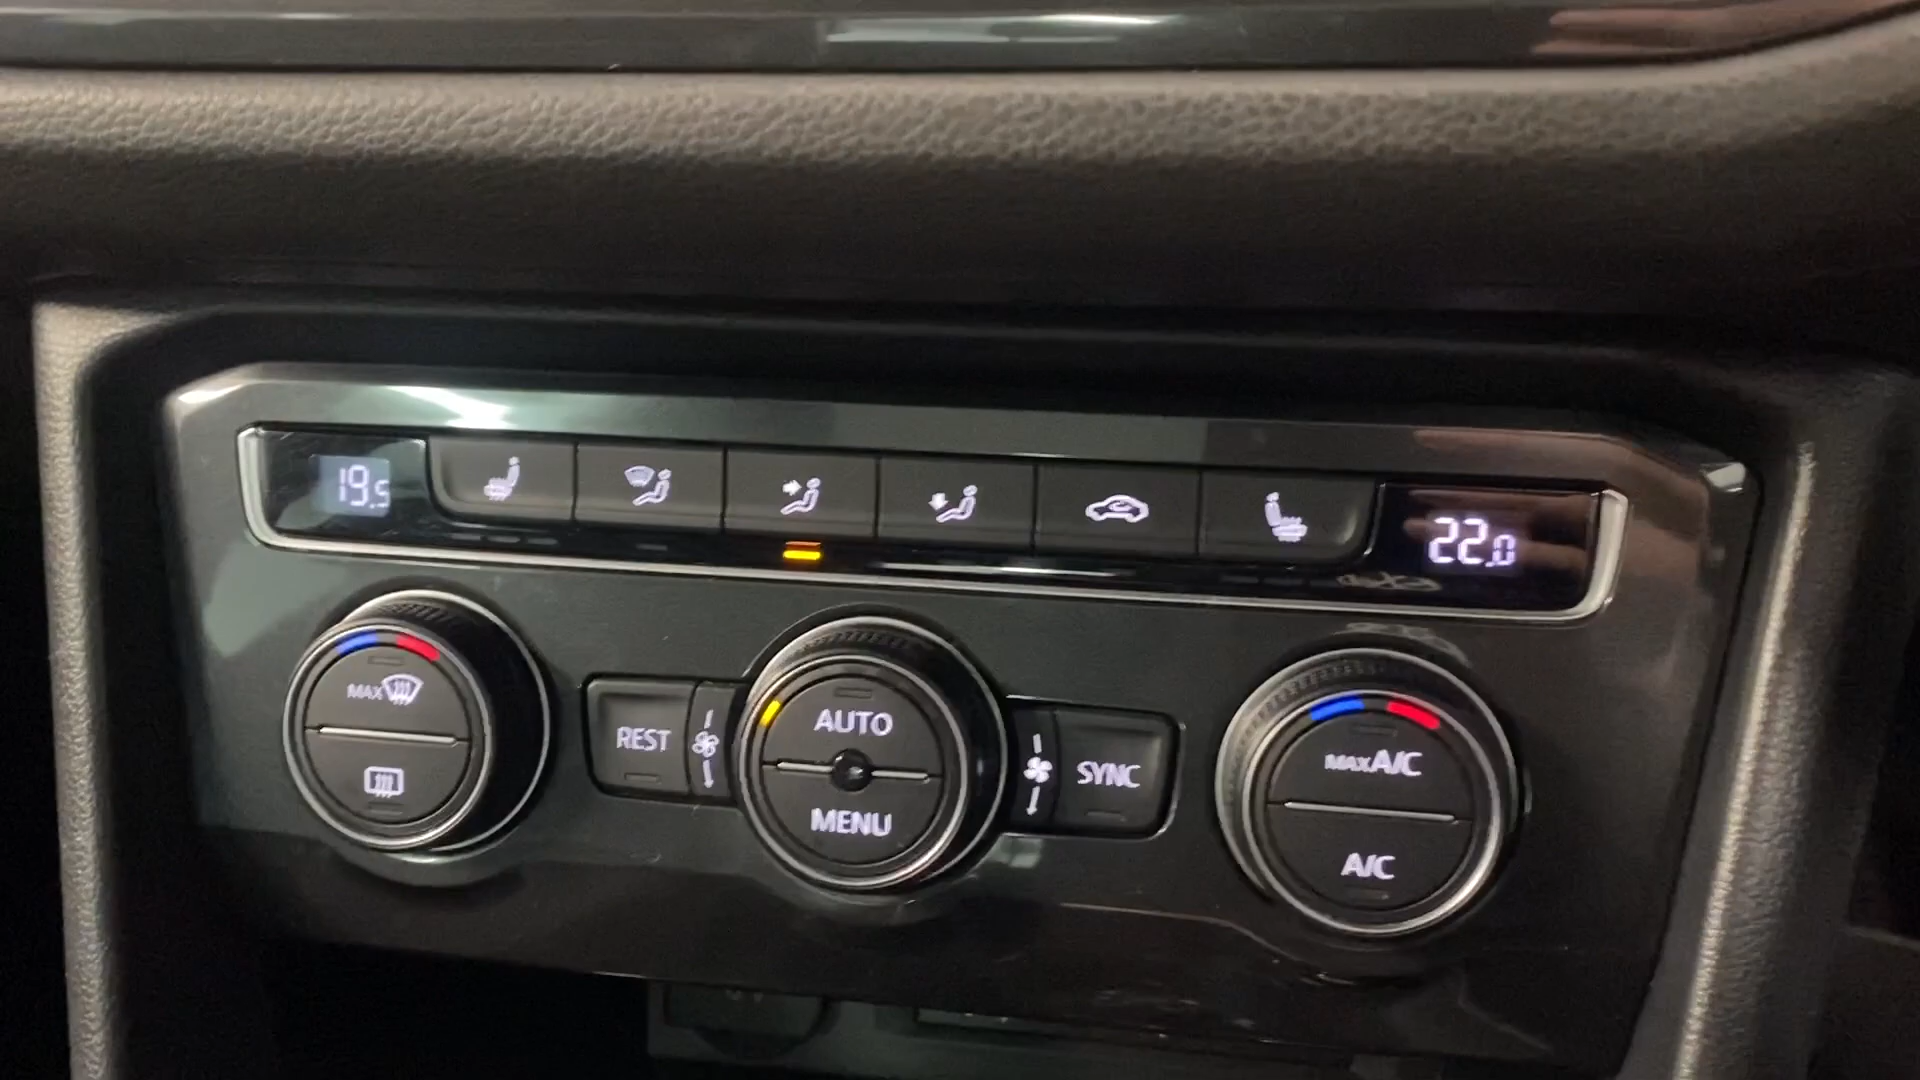 19.5
22.0
MAX
REST
AUTO
MENU
SYNC
MAX A/C
A/C